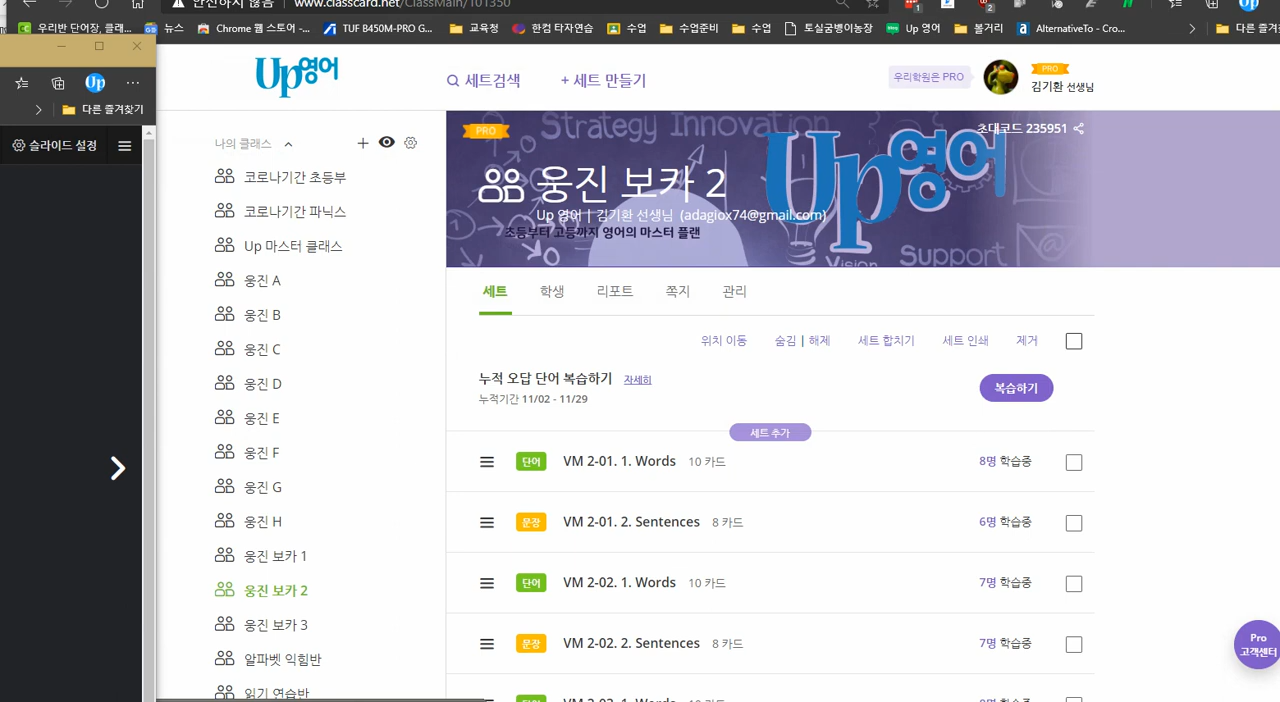 안전하지 않음 | www.classcard.net/ClassMain/101350
우리반 단어장, 클래...
뉴스
Chrome 웹 스토어 -...
TUF B450M-PRO G...
교육청
한컴 타자연습
수업
수업준비
수업
토실금뱅이농장
Up 영어
볼거리
AlternativeTo - Cro...
다른 즐겨찾
Up
다른 즐겨찾기
슬라이드 설정
Up영어
세트검색
+ 세트 만들기
우리학원은 PRO
PRO
김기환 선생님
나의 클래스
코로나기간 초등부
코로나기간 파닉스
Up 마스터 클래스
웅진 A
웅진 B
웅진 C
웅진 D
웅진 E
웅진 F
웅진 G
웅진 H
웅진 보카 1
웅진 보카 2
웅진 보카 3
알파벳 익힘반
읽기 연습반
PRO
Strategy Innovation
초대코드 235951
웅진 보카 2
Up영어
Up 영어 | 김기환 선생님 (adagiox74@gmail.com)
초등부터 고등까지 영어의 마스터 플랜
Vision
Support
세트
학생
리포트
쪽지
관리
위치 이동
숨김 | 해제
세트 합치기
세트 인쇄
제거
누적 오답 단어 복습하기 자세히
누적기간 11/02 - 11/29
복습하기
세트 추가
단어 VM 2-01. 1. Words 10 카드 8명 학습중
문장 VM 2-01. 2. Sentences 8 카드 6명 학습중
단어 VM 2-02. 1. Words 10 카드 7명 학습중
문장 VM 2-02. 2. Sentences 8 카드 7명 학습중
Pro
고객센터